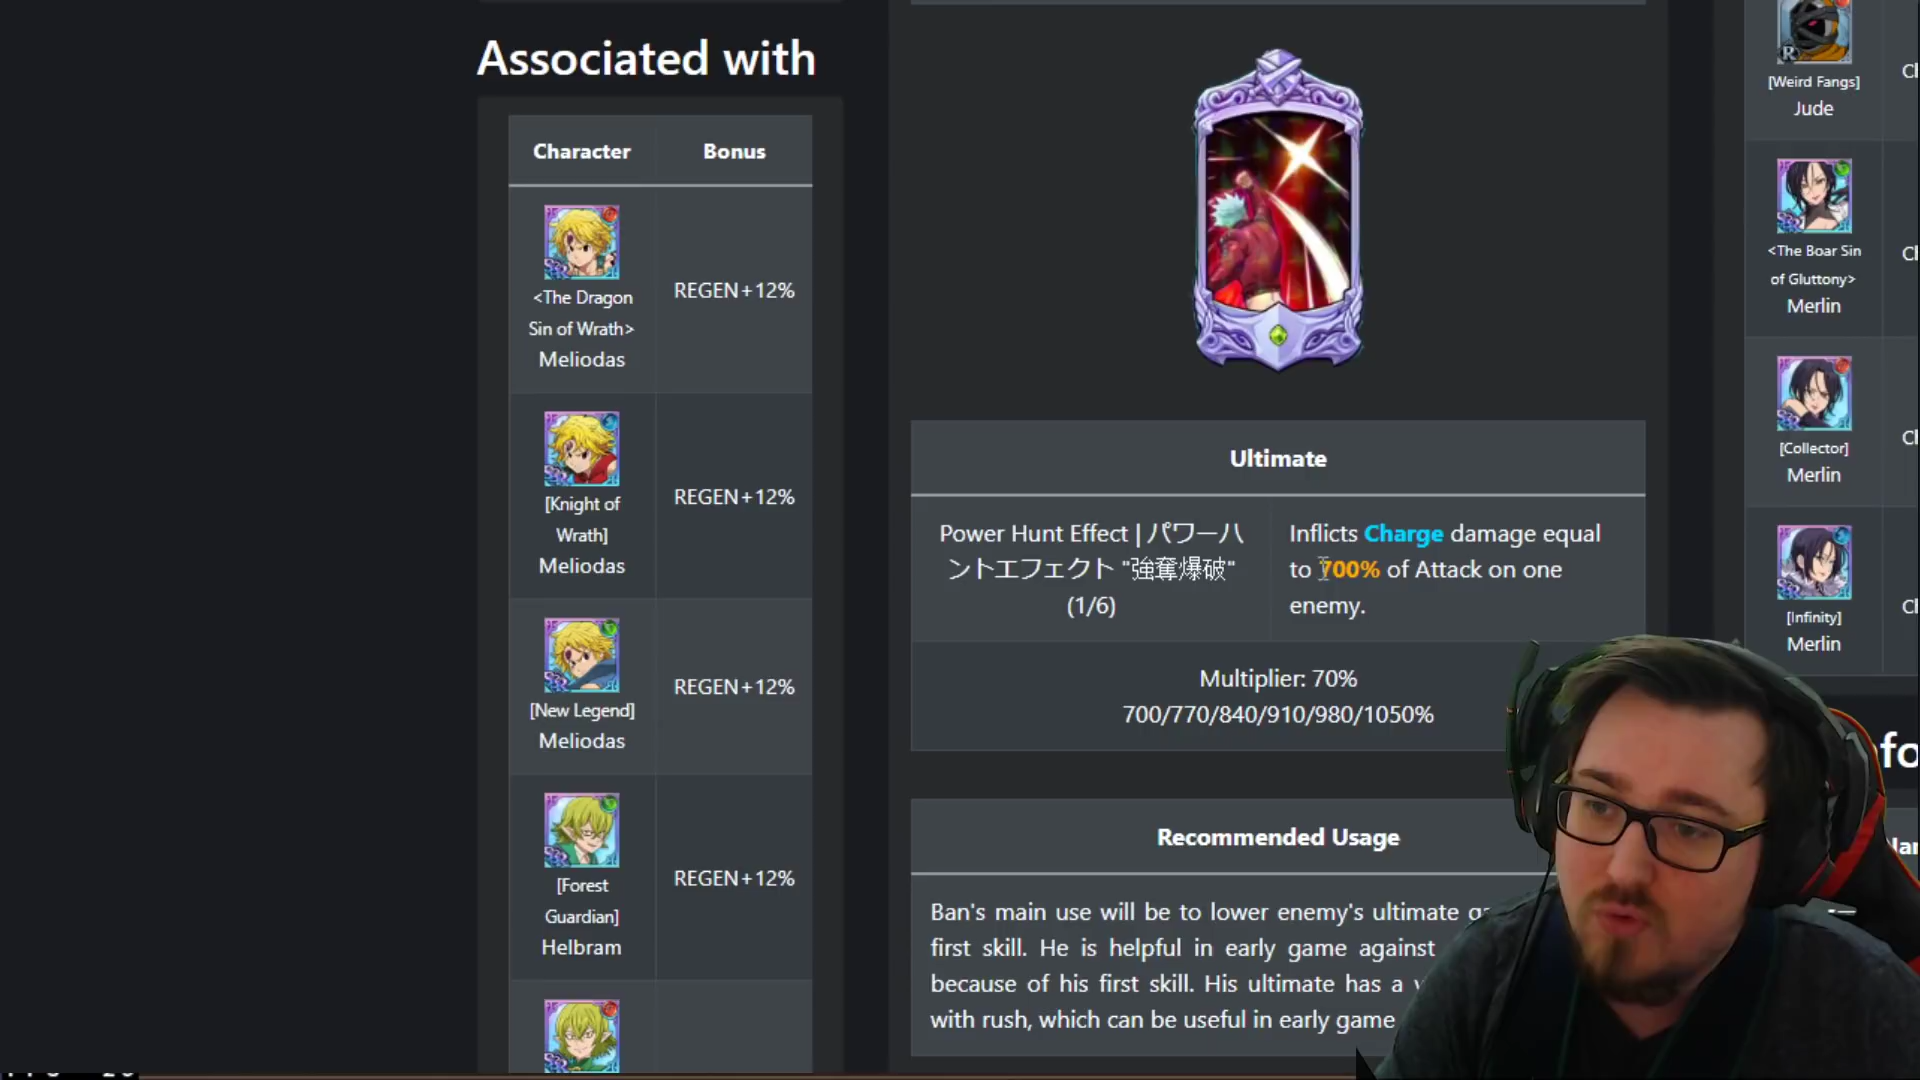 Associated with
Character Bonus
<The Dragon
Sin of Wrath>
Meliodas
REGEN+12%
[Knight of
Wrath]
Meliodas
REGEN+12%
[New Legend]
Meliodas
REGEN+12%
[Forest
Guardian]
Helbram
REGEN+12%
Ultimate
Power Hunt Effect | パワーハ
ントエフェクト "強奪爆破"
(1/6)
Inflicts Charge damage equal
to 700% of Attack on one
enemy.
Multiplier: 70%
700/770/840/910/980/1050%
Recommended Usage
Ban's main use will be to lower enemy's ultimate
first skill. He is helpful in early game against
because of his first skill. His ultimate has a
with rush, which can be useful in early game
R
[Weird Fangs]
Jude
<The Boar Sin
of Gluttony>
Merlin
[Collector]
Merlin
[Infinity]
Merlin